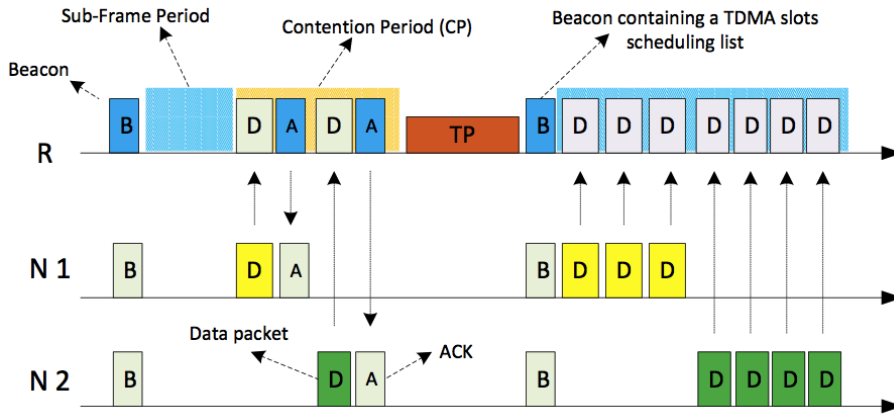 Sub-Frame Period
Contention Period (CP)
Beacon containing a TDMA slots
scheduling list
Beacon
R
B
D
A
D
A
TP
B
D
D
D
D
D
D
D
N 1
B
D
A
B
D
D
D
Data packet
ACK
N 2
B
D
A
B
D
D
D
D